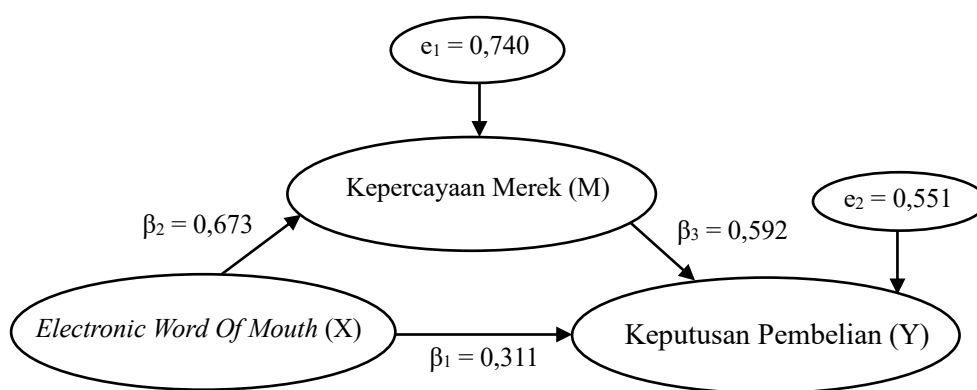 e₁ = 0,740
Kepercayaan Merek (M)
e₂ = 0,551
β₂ = 0,673
β₃ = 0,592
Electronic Word Of Mouth (X)
Keputusan Pembelian (Y)
β₁ = 0,311